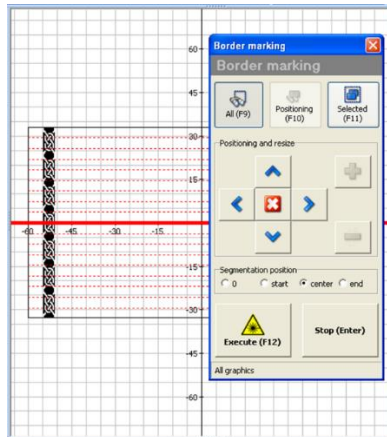 Border marking
Border marking
All (F9)
Positioning
(F10)
Selected
(F11)
Positioning and resize
Segmentation position
0 start center end
Execute (F12)
Stop (Enter)
All graphics
60
45
30
15
-60 -45 -30 -15
-15
-30
-45
-60